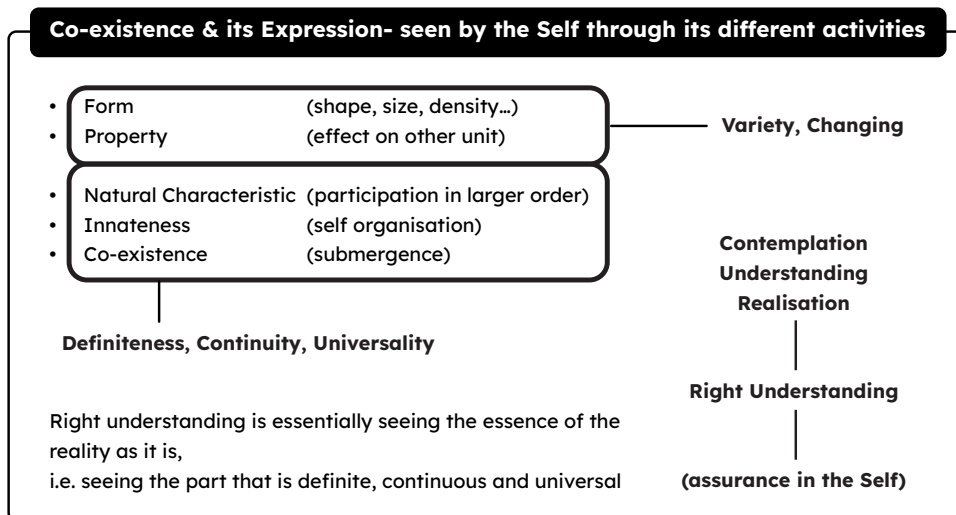 Co-existence & its Expression- seen by the Self through its different activities
• Form (shape, size, density...)
• Property (effect on other unit)
Variety, Changing
• Natural Characteristic (participation in larger order)
• Innateness (self organisation)
• Co-existence (submergence)
Definiteness, Continuity, Universality
Contemplation
Understanding
Realisation
Right Understanding
(assurance in the Self)
Right understanding is essentially seeing the essence of the
reality as it is,
i.e. seeing the part that is definite, continuous and universal